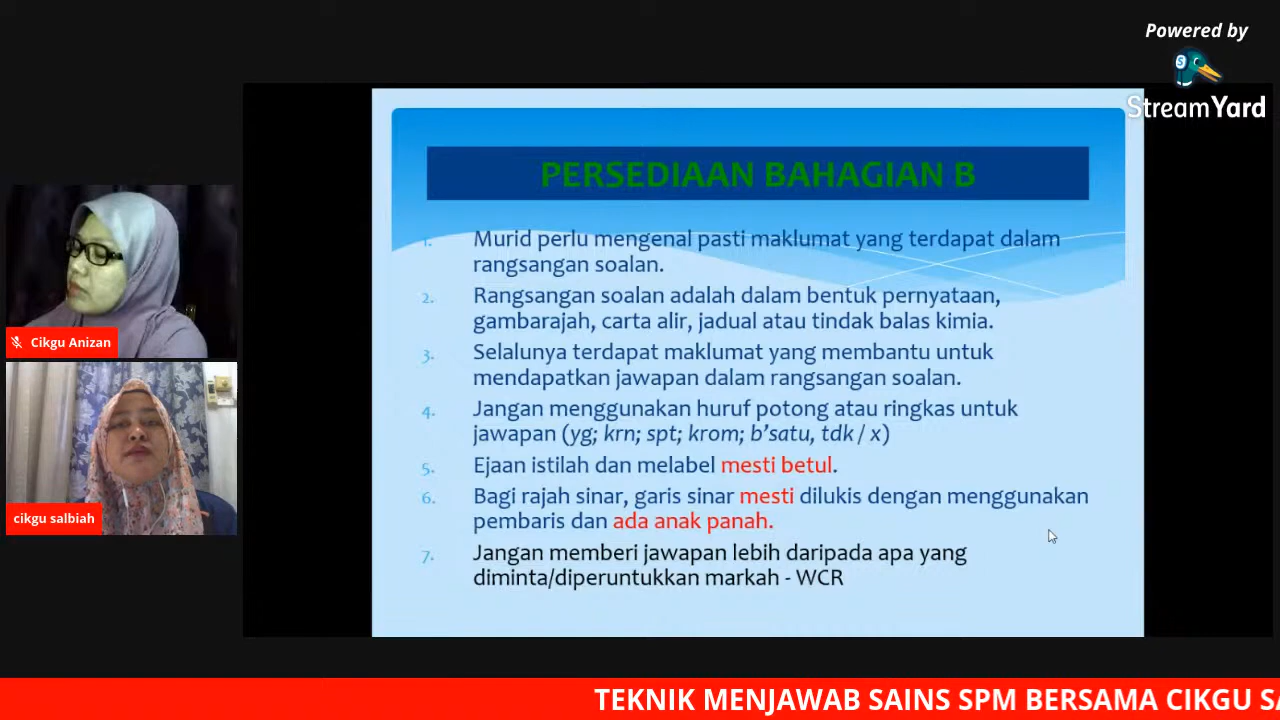 Powered by
StreamYard
PERSEDIAAN BAHAGIAN B
1. Murid perlu mengenal pasti maklumat yang terdapat dalam
rangsangan soalan.
2. Rangsangan soalan adalah dalam bentuk pernyataan,
gambarajah, carta alir, jadual atau tindak balas kimia.
3. Selalunya terdapat maklumat yang membantu untuk
mendapatkan jawapan dalam rangsangan soalan.
4. Jangan menggunakan huruf potong atau ringkas untuk
jawapan (yg; krn; spt; krom; b'satu, tdk / x)
5. Ejaan istilah dan melabel mesti betul.
6. Bagi rajah sinar, garis sinar mesti dilukis dengan menggunakan
pembaris dan ada anak panah.
7. Jangan memberi jawapan lebih daripada apa yang
diminta/diperuntukkan markah - WCR
Cikgu Anizan
cikgu salbiah
TEKNIK MENJAWAB SAINS SPM BERSAMA CIKGU SA